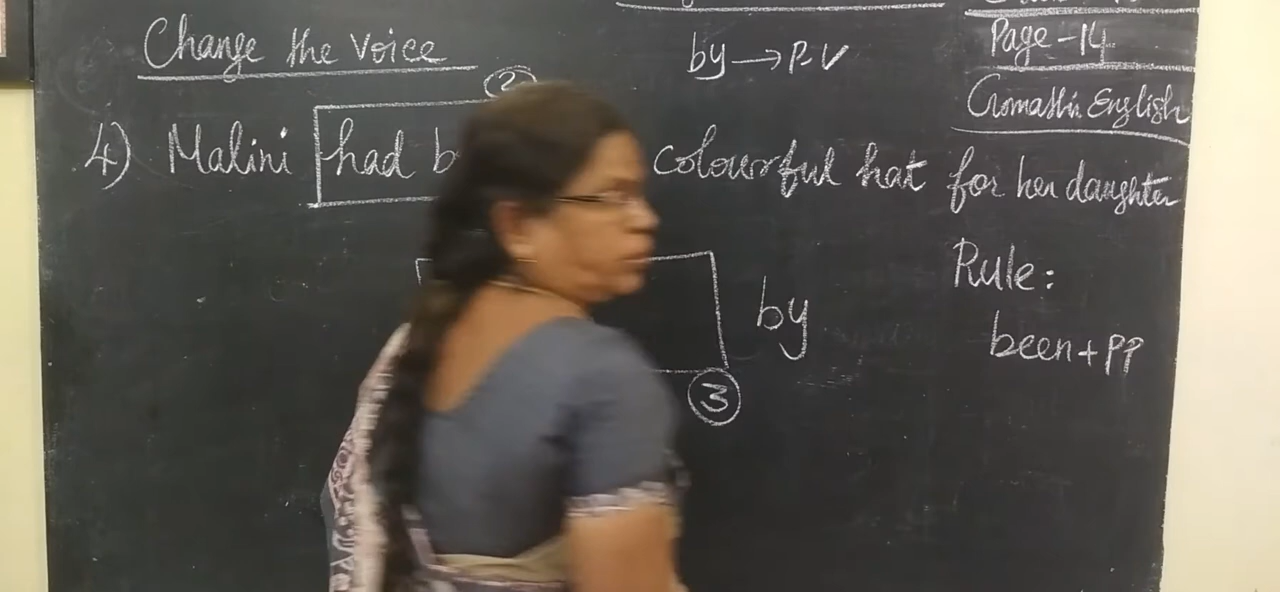 Change the Voice
by → P.V
Page - 14
English
2
4) Malini had b colourful hat for her daughter
by
Rule:
been + PP
3